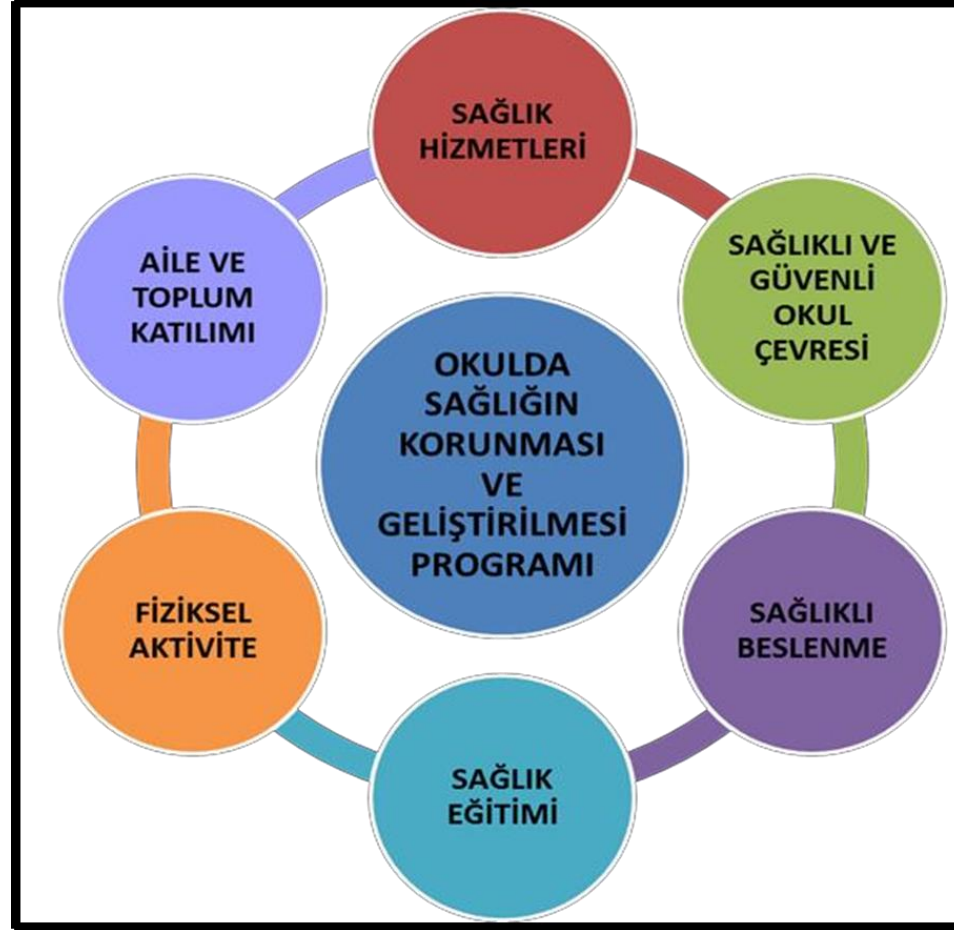 SAĞLIK
HİZMETLERİ
SAĞLIKLI VE
GÜVENLİ
OKUL
ÇEVRESİ
SAĞLIKLI
BESLENME
SAĞLIK
EĞİTİMİ
FİZİKSEL
AKTİVİTE
AİLE VE
TOPLUM
KATILIMI
OKULDA
SAĞLIĞIN
KORUNMASI
VE
GELİŞTİRİLMESİ
PROGRAMI